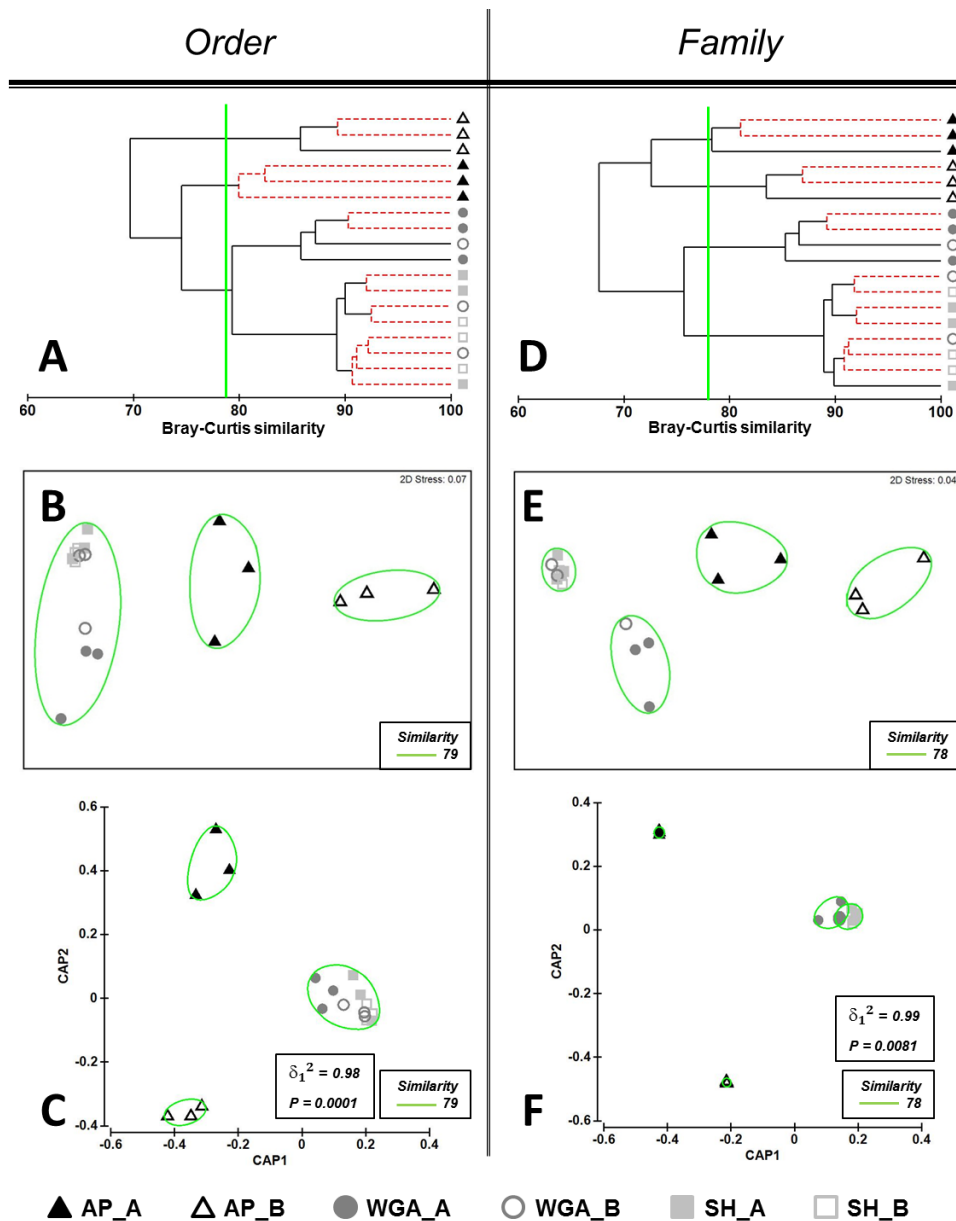 Order
Family
A
60 70 80 90 100
Bray-Curtis similarity
D
60 70 80 90 100
Bray-Curtis similarity
B
2D Stress: 0.07
Similarity
79
E
2D Stress: 0.04
Similarity
78
C
0.6
0.4
0.2
0
-0.2
-0.4
CAP2
-0.6 -0.4 -0.2 0 0.2 0.4
CAP1
δ₁² = 0.98
P = 0.0001
Similarity
79
F
0.4
0.2
0
-0.2
-0.4
-0.6
CAP2
-0.6 -0.4 -0.2 0 0.2 0.4
CAP1
δ₁² = 0.99
P = 0.0081
Similarity
78
AP_A AP_B WGA_A WGA_B SH_A SH_B